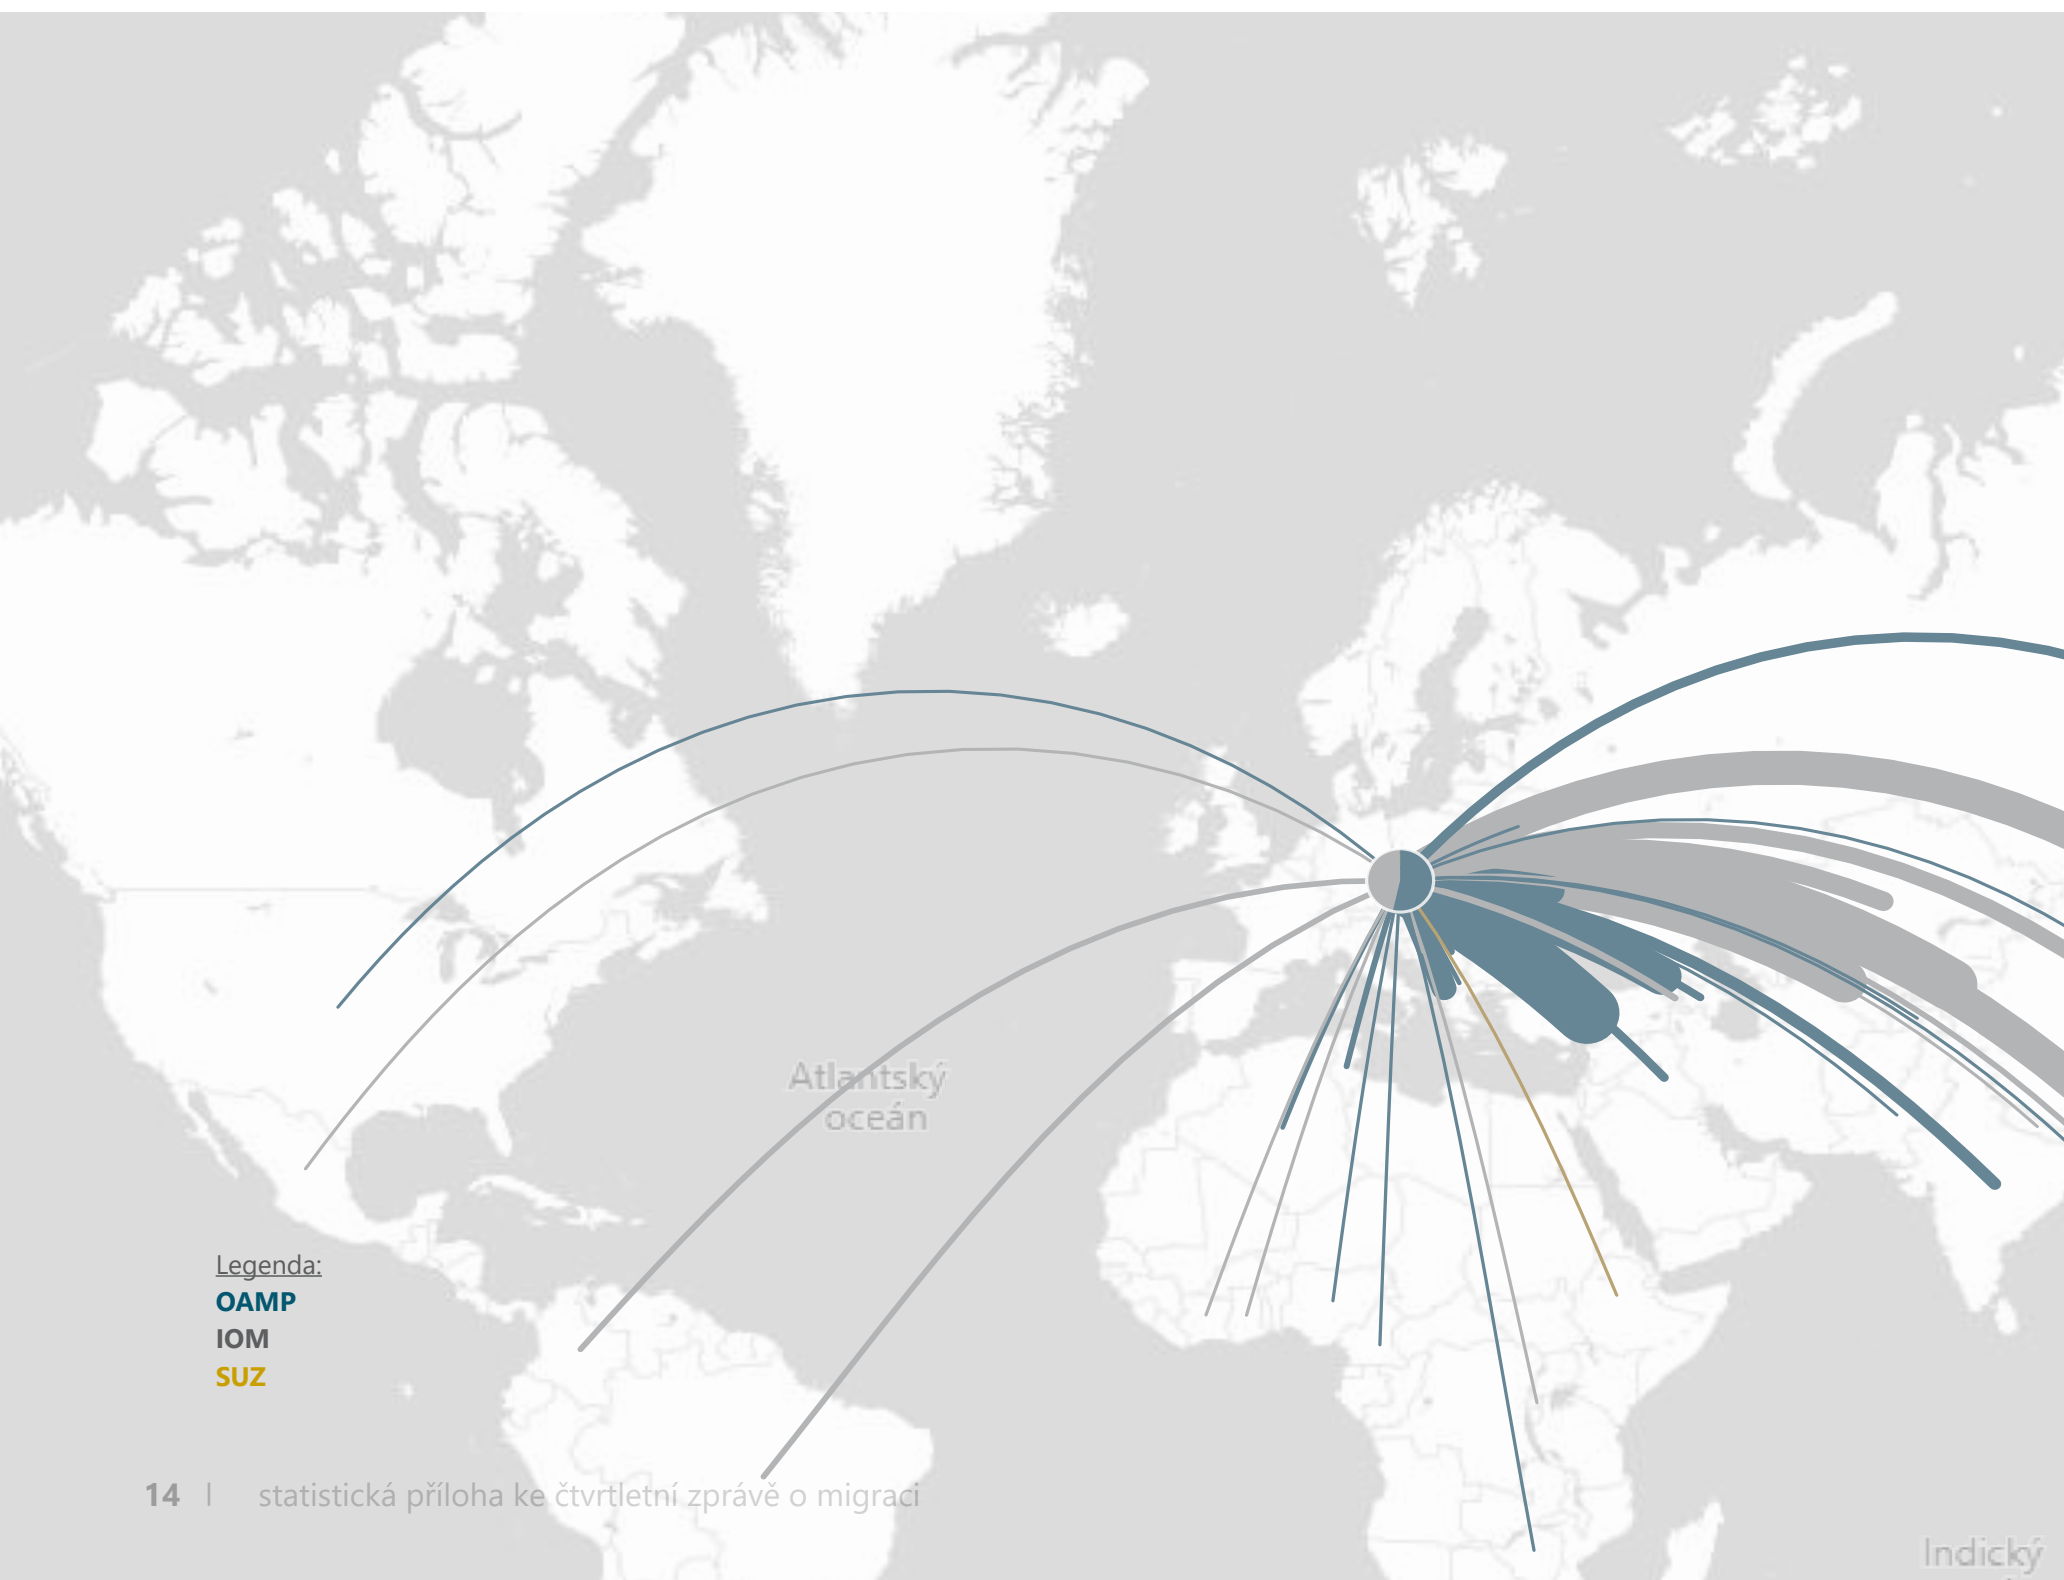 Atlantský
oceán
Legenda:
OAMP
IOM
SUZ
14 | statistická příloha ke čtvrtletní zprávě o migraci
Indický